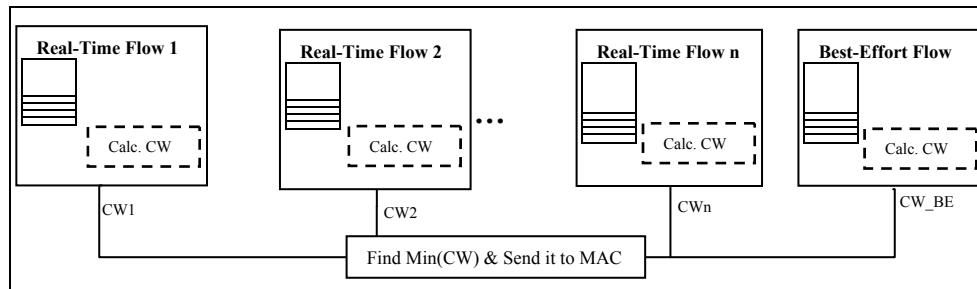 Real-Time Flow 1
Real-Time Flow 2
Real-Time Flow n
Best-Effort Flow
...
Calc. CW
Calc. CW
Calc. CW
Calc. CW
CW1
CW2
CWn
CW_BE
Find Min(CW) & Send it to MAC